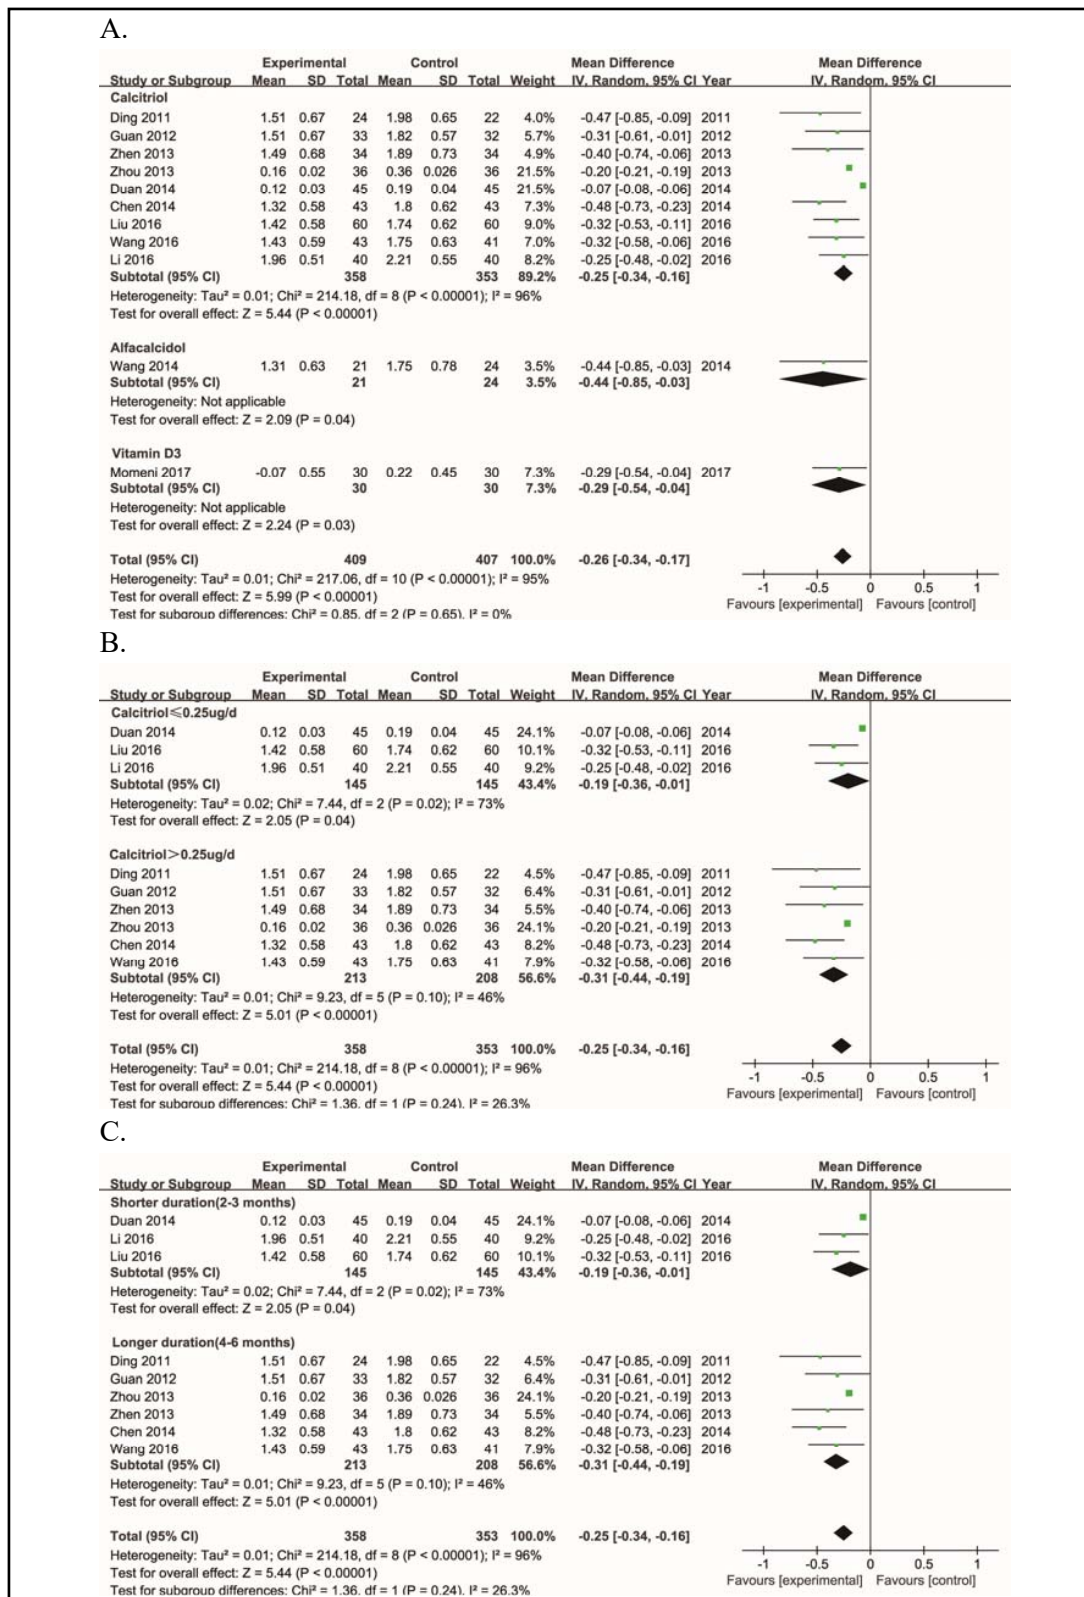 A.
Experimental Control Mean Difference Mean Difference
Study or Subgroup Mean SD Total Mean SD Total Weight IV, Random, 95% CI Year IV, Random, 95% CI
Calcitriol
Ding 2011 1.51 0.67 24 1.98 0.65 22 4.0% -0.47 [-0.85, -0.09] 2011
Guan 2012 1.51 0.67 33 1.82 0.57 32 5.7% -0.31 [-0.61, -0.01] 2012
Zhen 2013 1.49 0.68 34 1.89 0.73 34 4.9% -0.40 [-0.74, -0.06] 2013
Zhou 2013 0.16 0.02 36 0.36 0.026 36 21.5% -0.20 [-0.21, -0.19] 2013
Duan 2014 0.12 0.03 45 0.19 0.04 45 21.5% -0.07 [-0.08, -0.06] 2014
Chen 2014 1.32 0.58 43 1.8 0.62 43 7.3% -0.48 [-0.73, -0.23] 2014
Liu 2016 1.42 0.58 60 1.74 0.62 60 9.0% -0.32 [-0.53, -0.11] 2016
Wang 2016 1.43 0.59 43 1.75 0.63 41 7.0% -0.32 [-0.58, -0.06] 2016
Li 2016 1.96 0.51 40 2.21 0.55 40 8.2% -0.25 [-0.48, -0.02] 2016
Subtotal (95% CI) 358 353 89.2% -0.25 [-0.34, -0.16]
Heterogeneity: Tau² = 0.01; Chi² = 214.18, df = 8 (P < 0.00001); I² = 96%
Test for overall effect: Z = 5.44 (P < 0.00001)
Alfacalcidol
Wang 2014 1.31 0.63 21 1.75 0.78 24 3.5% -0.44 [-0.85, -0.03] 2014
Subtotal (95% CI) 21 24 3.5% -0.44 [-0.85, -0.03]
Heterogeneity: Not applicable
Test for overall effect: Z = 2.09 (P = 0.04)
Vitamin D3
Momeni 2017 -0.07 0.55 30 0.22 0.45 30 7.3% -0.29 [-0.54, -0.04] 2017
Subtotal (95% CI) 30 30 7.3% -0.29 [-0.54, -0.04]
Heterogeneity: Not applicable
Test for overall effect: Z = 2.24 (P = 0.03)
Total (95% CI) 409 407 100.0% -0.26 [-0.34, -0.17]
Heterogeneity: Tau² = 0.01; Chi² = 217.06, df = 10 (P < 0.00001); I² = 95%
Test for overall effect: Z = 5.99 (P < 0.00001)
Test for subgroup differences: Chi² = 0.85. df = 2 (P = 0.65). I² = 0%
-1 -0.5 0 0.5 1
Favours [experimental] Favours [control]
B.
Experimental Control Mean Difference Mean Difference
Study or Subgroup Mean SD Total Mean SD Total Weight IV, Random, 95% CI Year IV, Random, 95% CI
Calcitriol≤0.25ug/d
Duan 2014 0.12 0.03 45 0.19 0.04 45 24.1% -0.07 [-0.08, -0.06] 2014
Liu 2016 1.42 0.58 60 1.74 0.62 60 10.1% -0.32 [-0.53, -0.11] 2016
Li 2016 1.96 0.51 40 2.21 0.55 40 9.2% -0.25 [-0.48, -0.02] 2016
Subtotal (95% CI) 145 145 43.4% -0.19 [-0.36, -0.01]
Heterogeneity: Tau² = 0.02; Chi² = 7.44, df = 2 (P = 0.02); I² = 73%
Test for overall effect: Z = 2.05 (P = 0.04)
Calcitriol＞0.25ug/d
Ding 2011 1.51 0.67 24 1.98 0.65 22 4.5% -0.47 [-0.85, -0.09] 2011
Guan 2012 1.51 0.67 33 1.82 0.57 32 6.4% -0.31 [-0.61, -0.01] 2012
Zhen 2013 1.49 0.68 34 1.89 0.73 34 5.5% -0.40 [-0.74, -0.06] 2013
Zhou 2013 0.16 0.02 36 0.36 0.026 36 24.1% -0.20 [-0.21, -0.19] 2013
Chen 2014 1.32 0.58 43 1.8 0.62 43 8.2% -0.48 [-0.73, -0.23] 2014
Wang 2016 1.43 0.59 43 1.75 0.63 41 7.9% -0.32 [-0.58, -0.06] 2016
Subtotal (95% CI) 213 208 56.6% -0.31 [-0.44, -0.19]
Heterogeneity: Tau² = 0.01; Chi² = 9.23, df = 5 (P = 0.10); I² = 46%
Test for overall effect: Z = 5.01 (P < 0.00001)
Total (95% CI) 358 353 100.0% -0.25 [-0.34, -0.16]
Heterogeneity: Tau² = 0.01; Chi² = 214.18, df = 8 (P < 0.00001); I² = 96%
Test for overall effect: Z = 5.44 (P < 0.00001)
Test for subgroup differences: Chi² = 1.36. df = 1 (P = 0.24). I² = 26.3%
-1 -0.5 0 0.5 1
Favours [experimental] Favours [control]
C.
Experimental Control Mean Difference Mean Difference
Study or Subgroup Mean SD Total Mean SD Total Weight IV, Random, 95% CI Year IV, Random, 95% CI
Shorter duration(2-3 months)
Duan 2014 0.12 0.03 45 0.19 0.04 45 24.1% -0.07 [-0.08, -0.06] 2014
Li 2016 1.96 0.51 40 2.21 0.55 40 9.2% -0.25 [-0.48, -0.02] 2016
Liu 2016 1.42 0.58 60 1.74 0.62 60 10.1% -0.32 [-0.53, -0.11] 2016
Subtotal (95% CI) 145 145 43.4% -0.19 [-0.36, -0.01]
Heterogeneity: Tau² = 0.02; Chi² = 7.44, df = 2 (P = 0.02); I² = 73%
Test for overall effect: Z = 2.05 (P = 0.04)
Longer duration(4-6 months)
Ding 2011 1.51 0.67 24 1.98 0.65 22 4.5% -0.47 [-0.85, -0.09] 2011
Guan 2012 1.51 0.67 33 1.82 0.57 32 6.4% -0.31 [-0.61, -0.01] 2012
Zhou 2013 0.16 0.02 36 0.36 0.026 36 24.1% -0.20 [-0.21, -0.19] 2013
Zhen 2013 1.49 0.68 34 1.89 0.73 34 5.5% -0.40 [-0.74, -0.06] 2013
Chen 2014 1.32 0.58 43 1.8 0.62 43 8.2% -0.48 [-0.73, -0.23] 2014
Wang 2016 1.43 0.59 43 1.75 0.63 41 7.9% -0.32 [-0.58, -0.06] 2016
Subtotal (95% CI) 213 208 56.6% -0.31 [-0.44, -0.19]
Heterogeneity: Tau² = 0.01; Chi² = 9.23, df = 5 (P = 0.10); I² = 46%
Test for overall effect: Z = 5.01 (P < 0.00001)
Total (95% CI) 358 353 100.0% -0.25 [-0.34, -0.16]
Heterogeneity: Tau² = 0.01; Chi² = 214.18, df = 8 (P < 0.00001); I² = 96%
Test for overall effect: Z = 5.44 (P < 0.00001)
Test for subgroup differences: Chi² = 1.36. df = 1 (P = 0.24). I² = 26.3%
-1 -0.5 0 0.5 1
Favours [experimental] Favours [control]